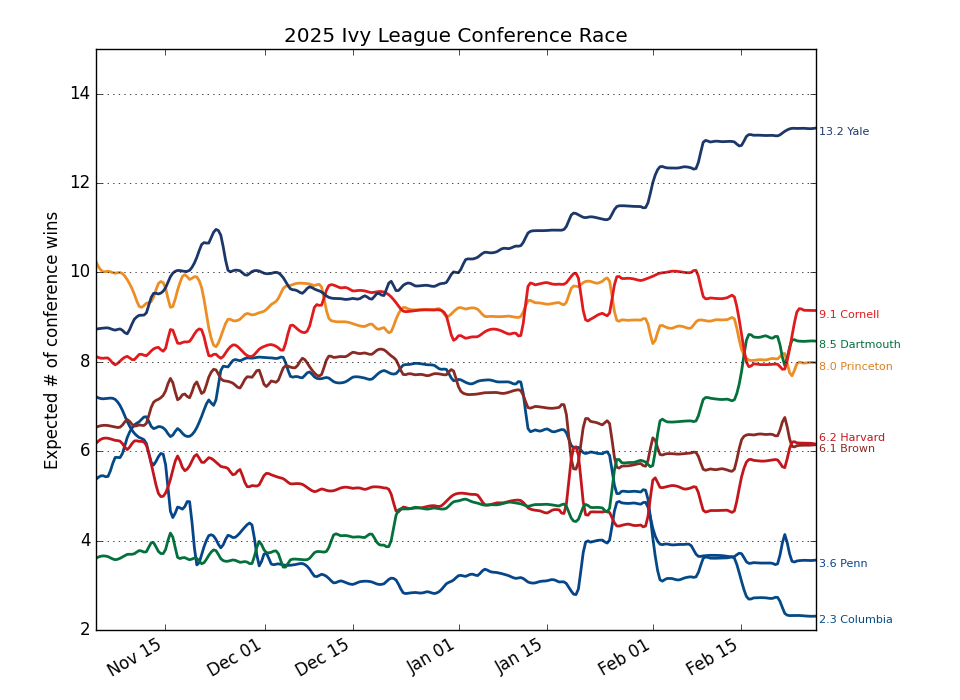 2025 Ivy League Conference Race
Expected # of conference wins
14
12
10
8
6
4
2
13.2 Yale
9.1 Cornell
8.5 Dartmouth
8.0 Princeton
6.2 Harvard
6.1 Brown
3.6 Penn
2.3 Columbia
Nov 15
Dec 01
Dec 15
Jan 01
Jan 15
Feb 01
Feb 15